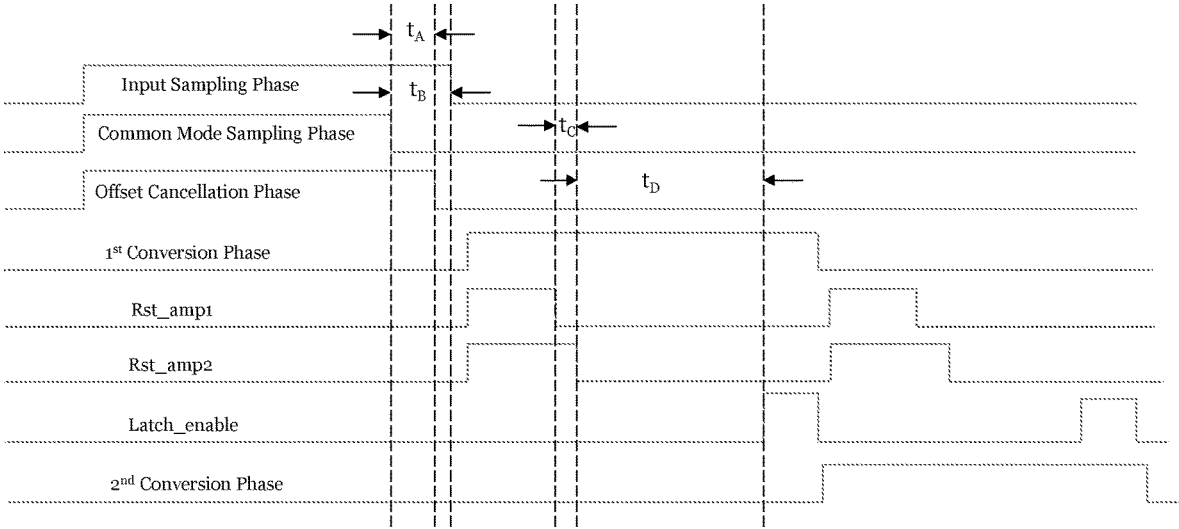 tA
Input Sampling Phase
tB
Common Mode Sampling Phase
tC
Offset Cancellation Phase
tD
1st Conversion Phase
Rst_amp1
Rst_amp2
Latch_enable
2nd Conversion Phase